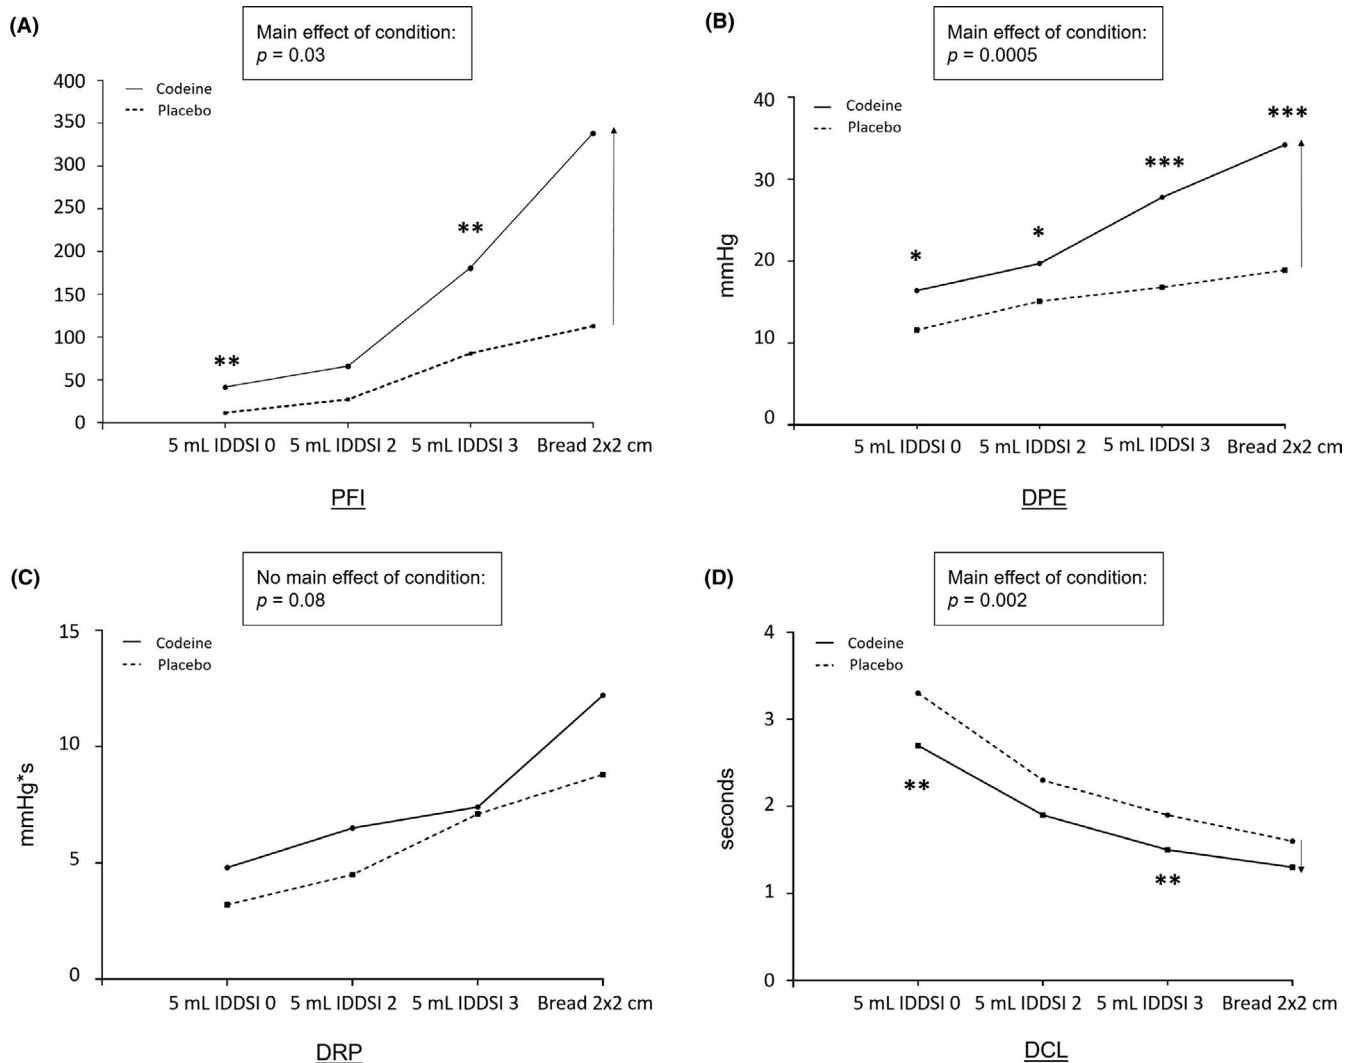 (A)
Main effect of condition:
p = 0.03
Codeine
Placebo
400
350
300
250
200
150
100
50
0
**
**
5 mL IDDSI 0
5 mL IDDSI 2
5 mL IDDSI 3
Bread 2x2 cm
PFI
(B)
Main effect of condition:
p = 0.0005
Codeine
Placebo
mmHg
40
30
20
10
0
*
*
***
***
5 mL IDDSI 0
5 mL IDDSI 2
5 mL IDDSI 3
Bread 2x2 cm
DPE
(C)
No main effect of condition:
p = 0.08
Codeine
Placebo
mmHg*s
15
10
5
0
5 mL IDDSI 0
5 mL IDDSI 2
5 mL IDDSI 3
Bread 2x2 cm
DRP
(D)
Main effect of condition:
p = 0.002
Codeine
Placebo
seconds
4
3
2
1
0
**
**
5 mL IDDSI 0
5 mL IDDSI 2
5 mL IDDSI 3
Bread 2x2 cm
DCL